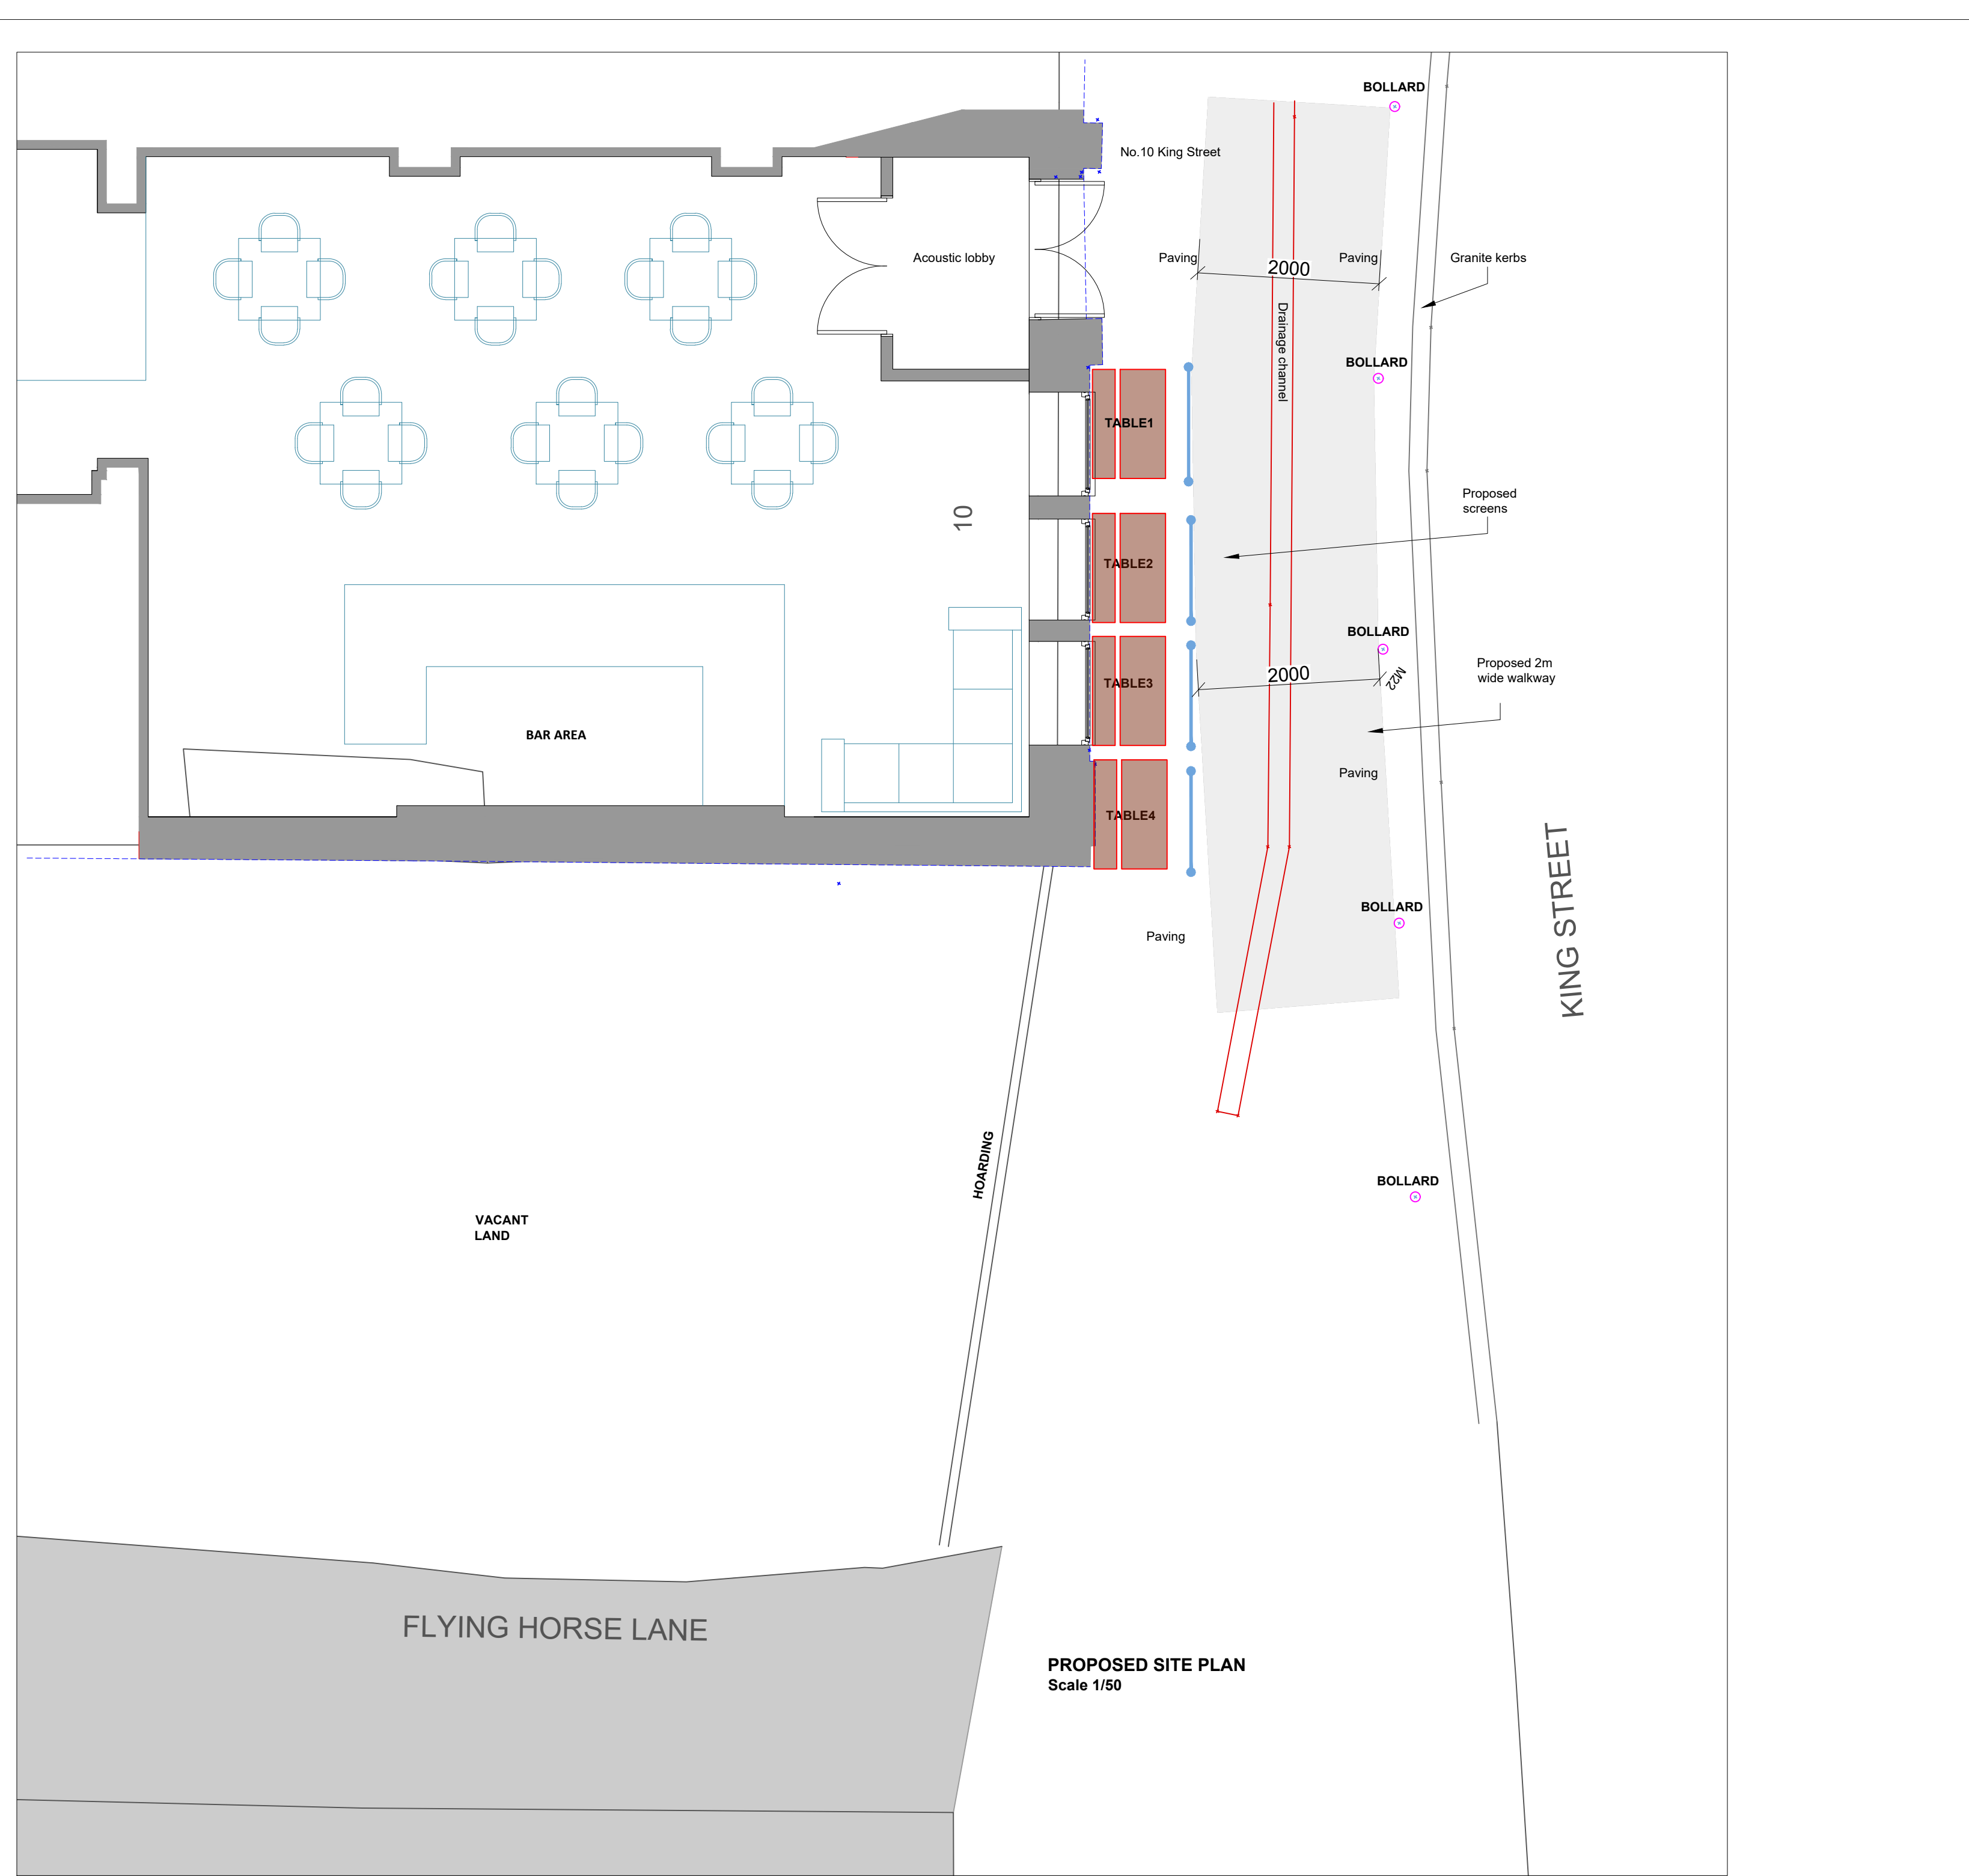 BOLLARD
No.10 King Street
Acoustic lobby
Paving
2000
Paving
Granite kerbs
Drainage channel
BOLLARD
TABLE1
Proposed
screens
10
TABLE2
BOLLARD
Proposed 2m
wide walkway
2000
M22
TABLE3
BAR AREA
Paving
TABLE4
KING STREET
BOLLARD
Paving
HOARDING
BOLLARD
VACANT
LAND
FLYING HORSE LANE
PROPOSED SITE PLAN
Scale 1/50